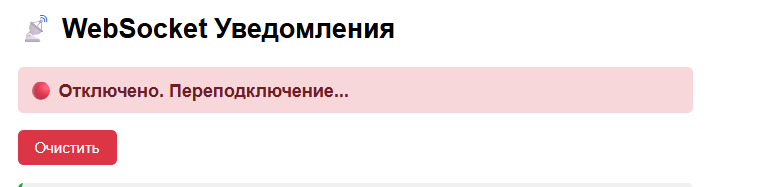 WebSocket Уведомления
Отключено. Переподключение...
Очистить